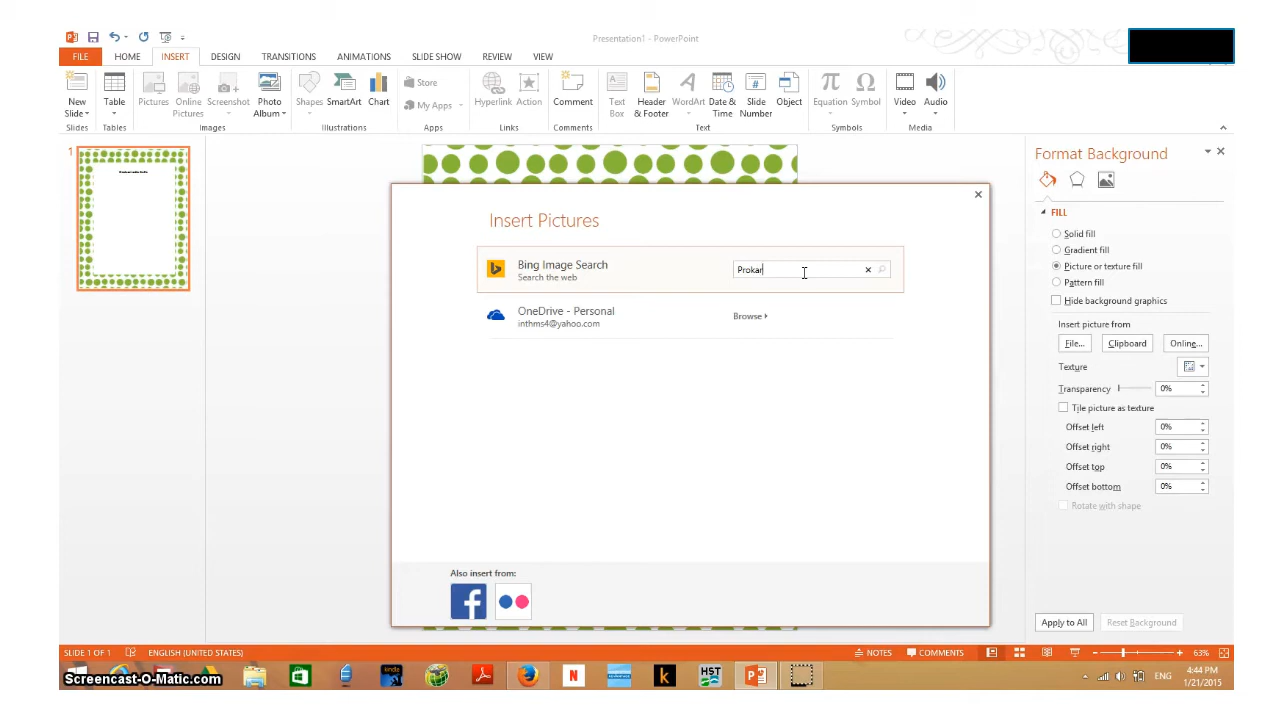 Presentation1 - PowerPoint
FILE HOME INSERT DESIGN TRANSITIONS ANIMATIONS SLIDE SHOW REVIEW VIEW
New Slide
Table
Pictures
Online Pictures
Screenshot
Photo Album
Shapes
SmartArt
Chart
Store
My Apps
Hyperlink
Action
Comment
Text Box
Header & Footer
WordArt
Date & Time
Slide Number
Object
Equation
Symbol
Video
Audio
Slides Tables Images Illustrations Apps Links Comments Text Symbols Media
1
Insert Pictures
Bing Image Search
Search the web
Prokar
OneDrive - Personal
inthms4@yahoo.com
Browse
Also insert from:
Format Background
FILL
Solid fill
Gradient fill
Picture or texture fill
Pattern fill
Hide background graphics
Insert picture from
File... Clipboard Online...
Texture
Transparency 0%
Tile picture as texture
Offset left 0%
Offset right 0%
Offset top 0%
Offset bottom 0%
Rotate with shape
Apply to All Reset Background
SLIDE 1 OF 1 ENGLISH (UNITED STATES) NOTES COMMENTS 63%
kindle
N
k
HST
ENG
4:44 PM
1/21/2015
Screencast-O-Matic.com